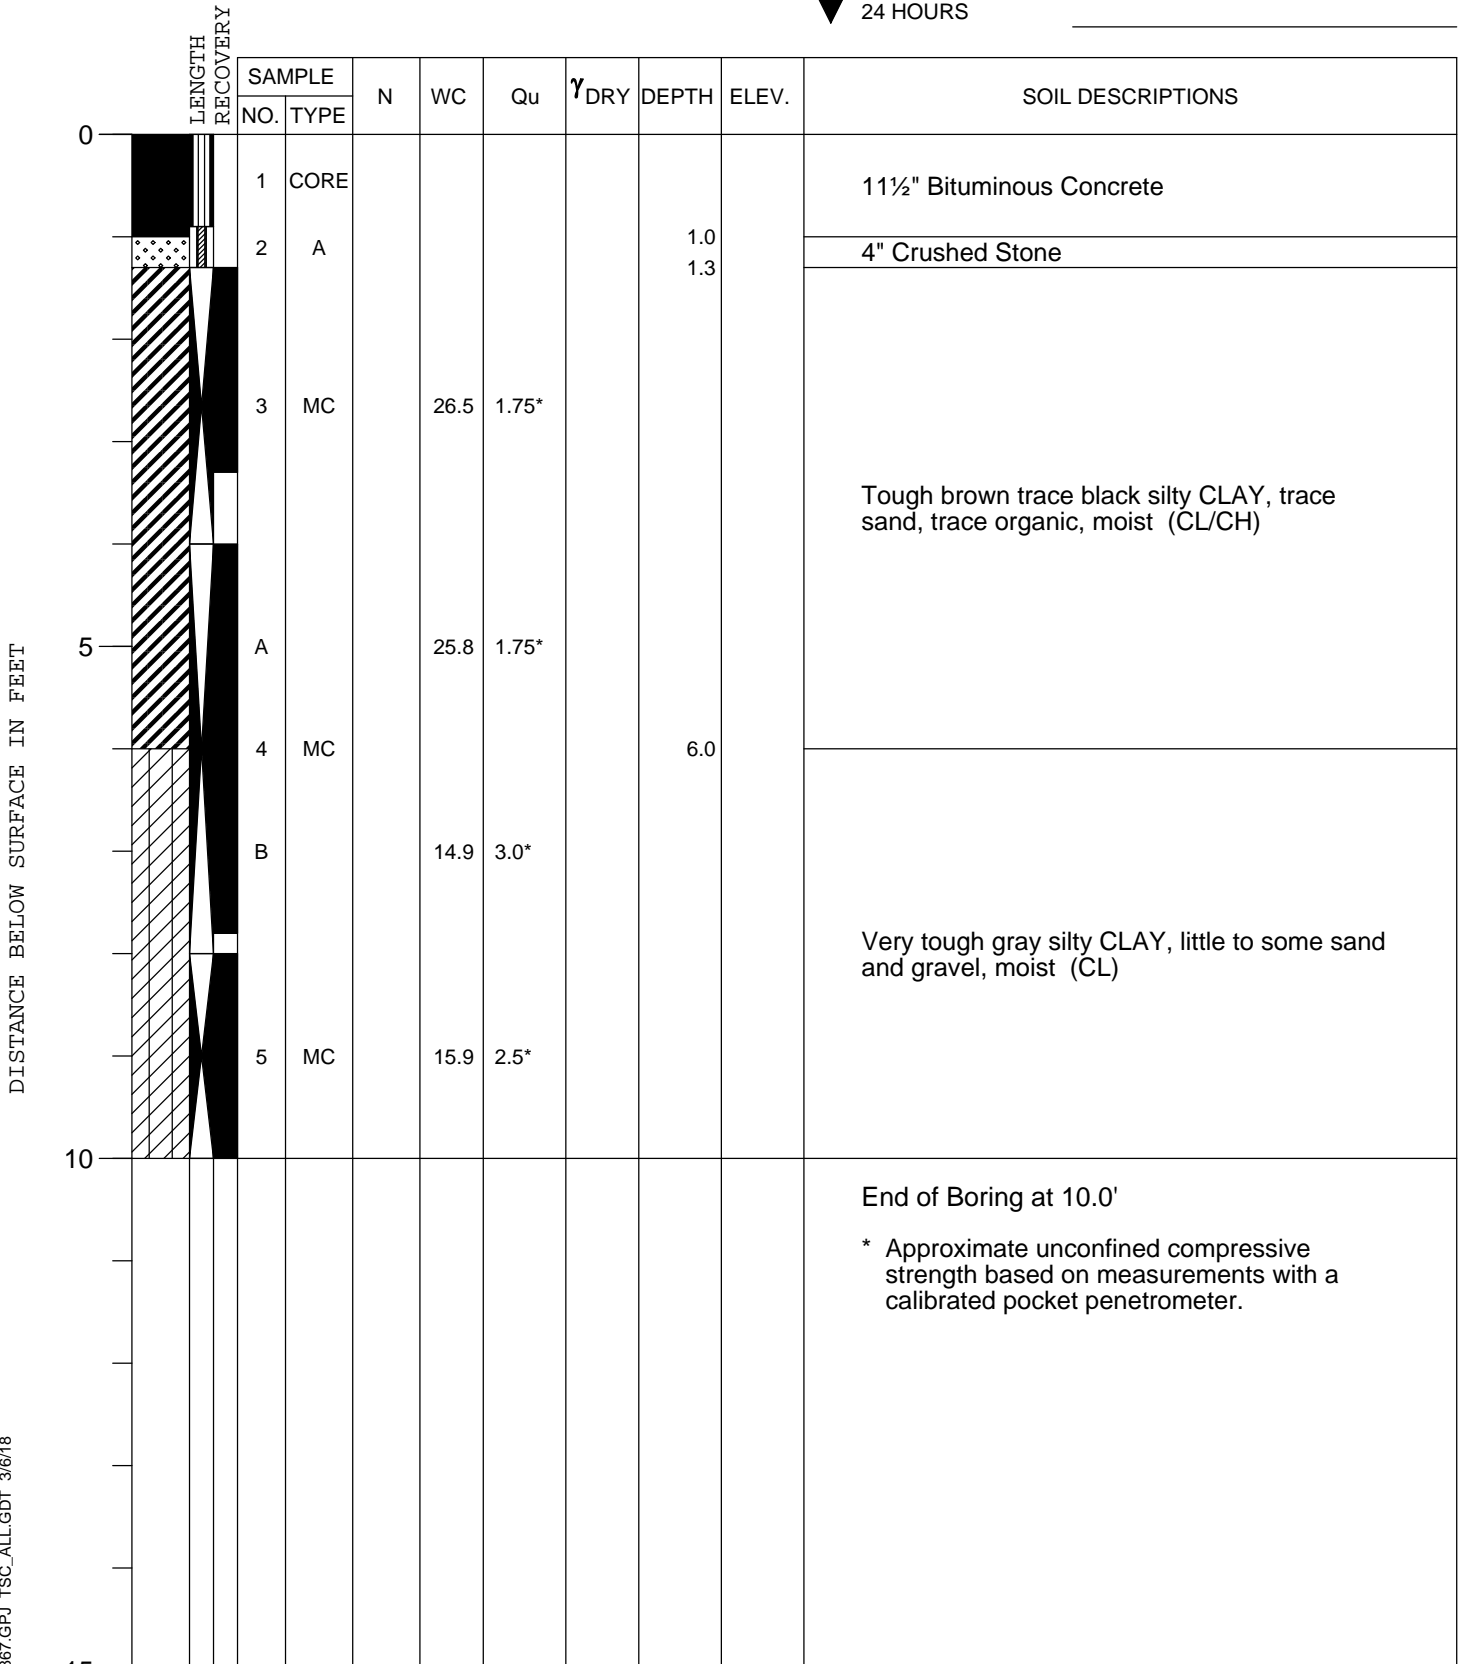 24 HOURS
LENGTH
RECOVERY
SAMPLE
NO. TYPE
N
WC
Qu
γDRY
DEPTH
ELEV.
SOIL DESCRIPTIONS
0
1 CORE
11½" Bituminous Concrete
1.0
2 A
4" Crushed Stone
1.3
3 MC 26.5 1.75*
Tough brown trace black silty CLAY, trace
sand, trace organic, moist (CL/CH)
5
A 25.8 1.75*
4 MC 6.0
B 14.9 3.0*
Very tough gray silty CLAY, little to some sand
and gravel, moist (CL)
5 MC 15.9 2.5*
10
End of Boring at 10.0'
* Approximate unconfined compressive
strength based on measurements with a
calibrated pocket penetrometer.
DISTANCE BELOW SURFACE IN FEET
867.GPJ TSC_ALL.GDT 3/6/18